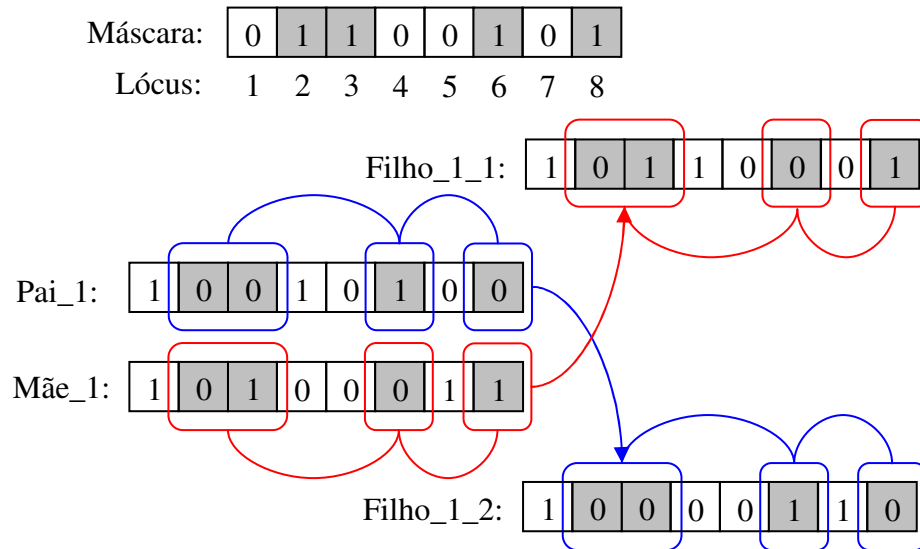 Máscara: 0 1 1 0 0 1 0 1
Lócus: 1 2 3 4 5 6 7 8
Filho_1_1: 1 0 1 1 0 0 0 1
Pai_1: 1 0 0 1 0 1 0 0
Mãe_1: 1 0 1 0 0 0 1 1
Filho_1_2: 1 0 0 0 0 1 1 0